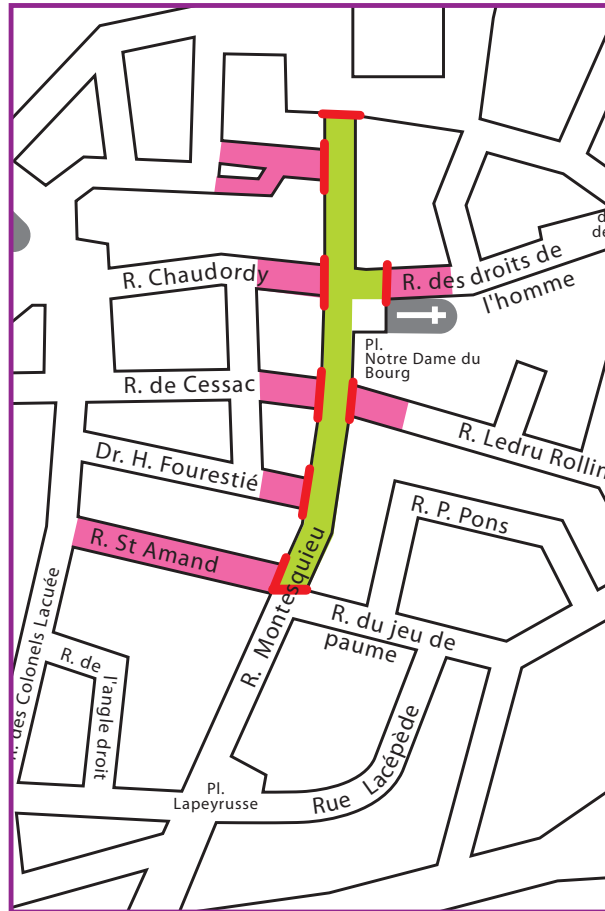 d
de
R. Chaudordy
R. des droits de
l'homme
Pl.
Notre Dame du
Bourg
R. de Cessac
R. Ledru Rollin
Dr. H. Fourestié
R. P. Pons
R. St Amand
R. Montesquieu
R. du jeu de
paume
R. des Colonels Lacuée
R. de
l'angle droit
Pl.
Lapeyrusse
Rue Lacépède